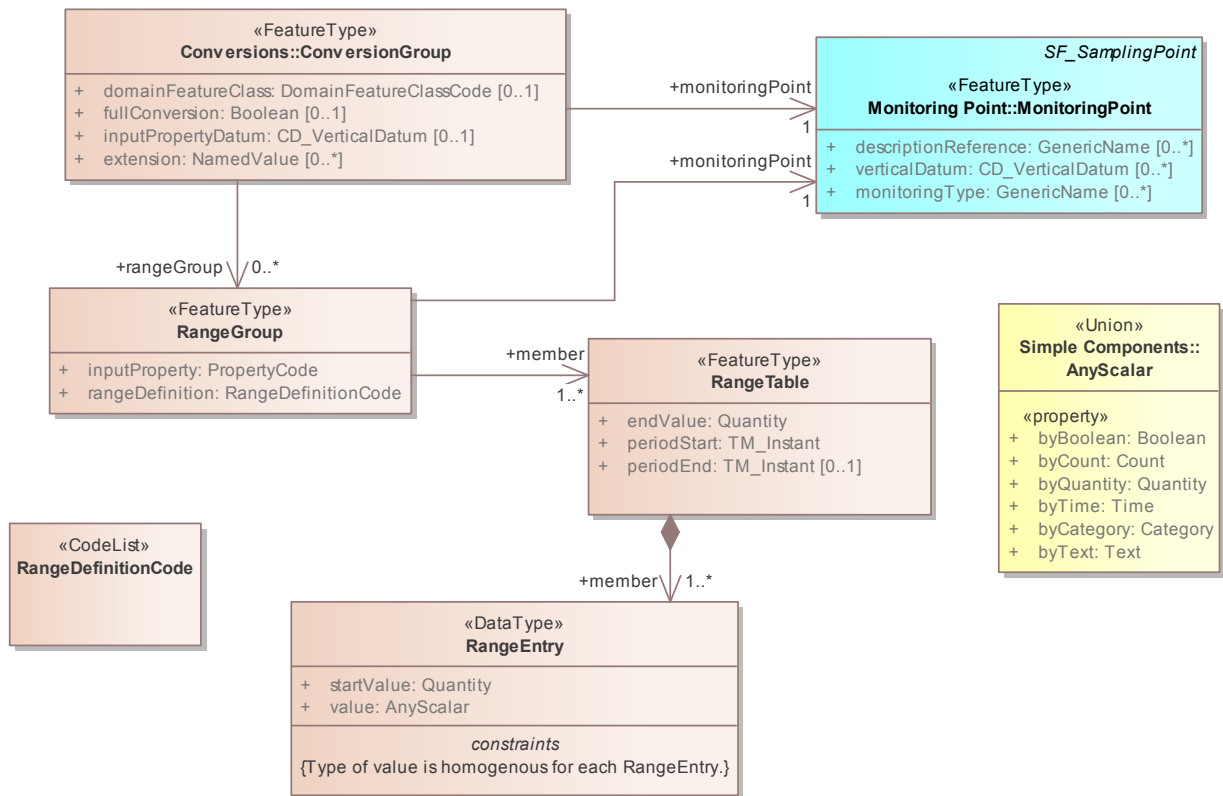 «FeatureType»
Conversions::ConversionGroup
+ domainFeatureClass: DomainFeatureClassCode [0..1]
+ fullConversion: Boolean [0..1]
+ inputPropertyDatum: CD_VerticalDatum [0..1]
+ extension: NamedValue [0..*]
+monitoringPoint
1
SF_SamplingPoint
«FeatureType»
Monitoring Point::MonitoringPoint
+ descriptionReference: GenericName [0..*]
+ verticalDatum: CD_VerticalDatum [0..*]
+ monitoringType: GenericName [0..*]
+monitoringPoint
1
+rangeGroup 0..*
«FeatureType»
RangeGroup
+ inputProperty: PropertyCode
+ rangeDefinition: RangeDefinitionCode
+member
1..*
«FeatureType»
RangeTable
+ endValue: Quantity
+ periodStart: TM_Instant
+ periodEnd: TM_Instant [0..1]
«Union»
Simple Components::
AnyScalar
«property»
+ byBoolean: Boolean
+ byCount: Count
+ byQuantity: Quantity
+ byTime: Time
+ byCategory: Category
+ byText: Text
«CodeList»
RangeDefinitionCode
+member 1..*
«DataType»
RangeEntry
+ startValue: Quantity
+ value: AnyScalar
constraints
{Type of value is homogenous for each RangeEntry.}